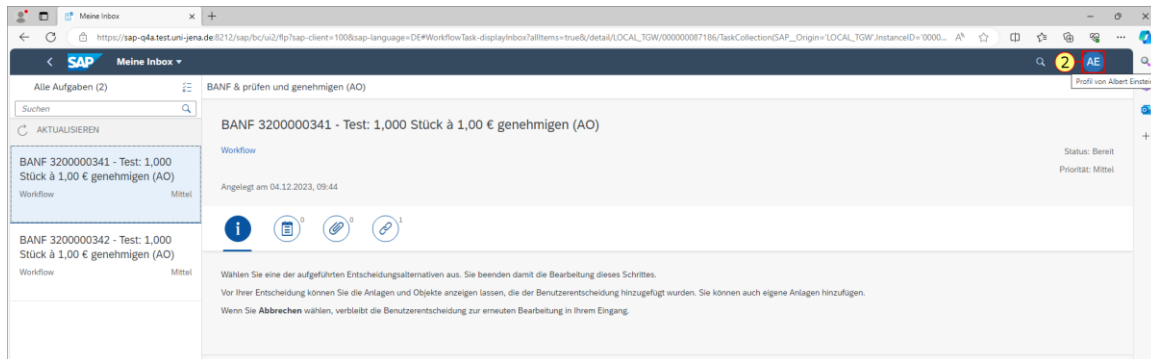 Meine Inbox
https://sap-q4a.test.uni-jena.de:8212/sap/bc/ui2/flp?sap-client=100&sap-language=DE#WorkflowTask-displayInbox?allItems=true&/detail/LOCAL_TGW/000000087186/TaskCollection(SAP__Origin='LOCAL_TGW',InstanceID='0000...
SAP Meine Inbox
2 AE
Profil von Albert Einstei
Alle Aufgaben (2)
BANF & prüfen und genehmigen (AO)
Suchen
AKTUALISIEREN
BANF 3200000341 - Test: 1,000
Stück à 1,00 € genehmigen (AO)
Workflow Mittel
BANF 3200000342 - Test: 1,000
Stück à 1,00 € genehmigen (AO)
Workflow Mittel
BANF 3200000341 - Test: 1,000 Stück à 1,00 € genehmigen (AO)
Workflow
Status: Bereit
Priorität: Mittel
Angelegt am 04.12.2023, 09:44
i 0 0 1
Wählen Sie eine der aufgeführten Entscheidungsalternativen aus. Sie beenden damit die Bearbeitung dieses Schrittes.
Vor Ihrer Entscheidung können Sie die Anlagen und Objekte anzeigen lassen, die der Benutzerentscheidung hinzugefügt wurden. Sie können auch eigene Anlagen hinzufügen.
Wenn Sie Abbrechen wählen, verbleibt die Benutzerentscheidung zur erneuten Bearbeitung in Ihrem Eingang.